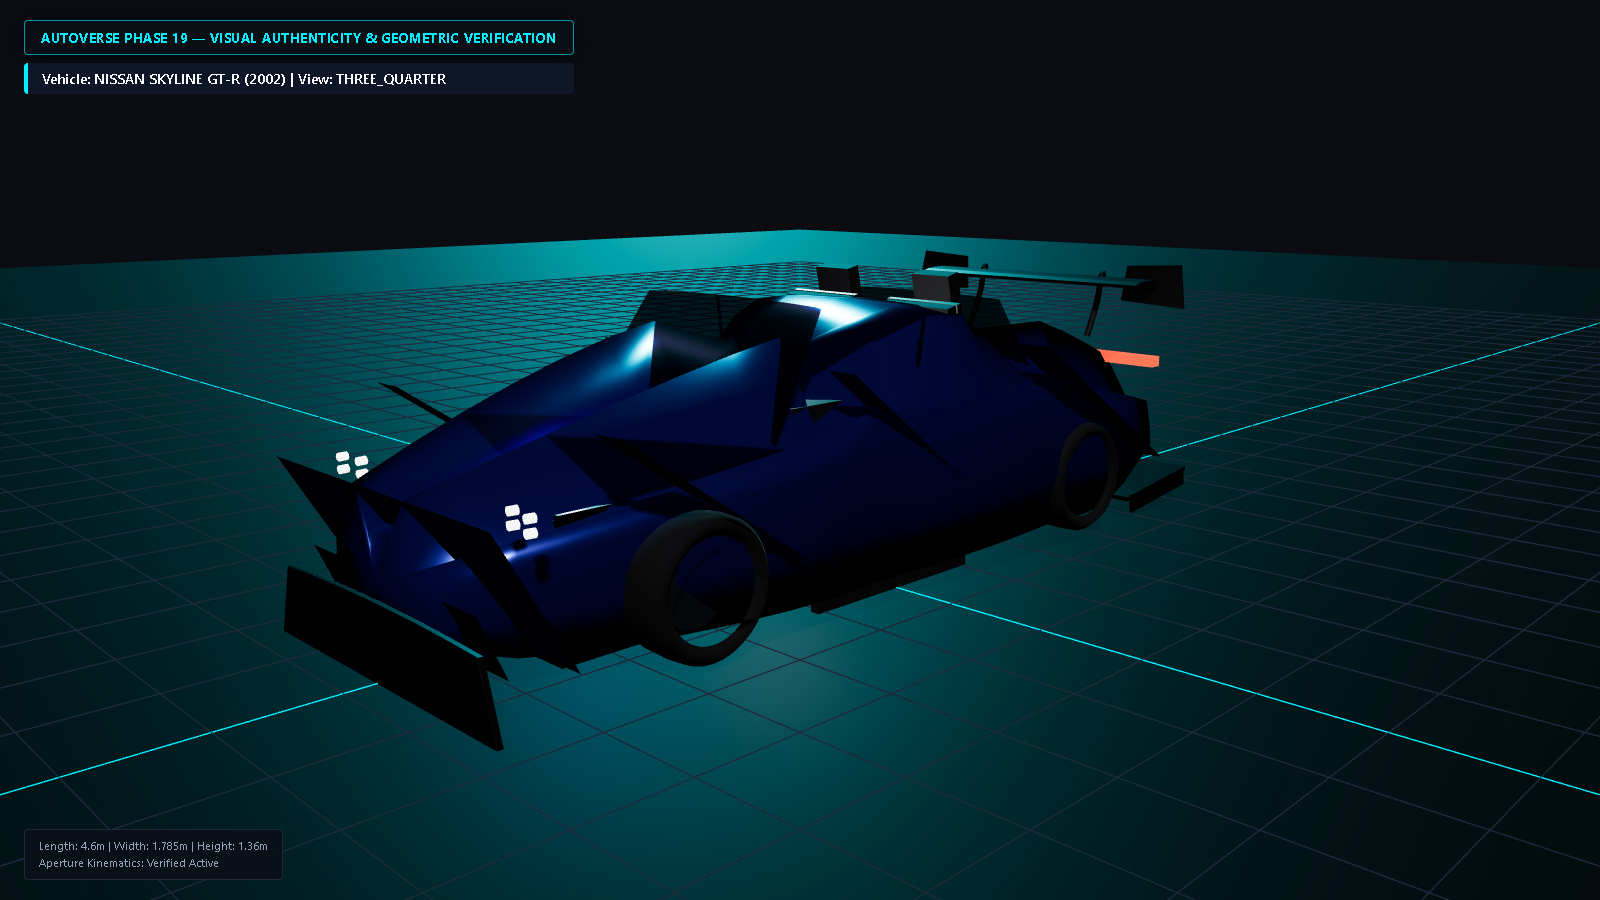 AUTOVERSE PHASE 19 — VISUAL AUTHENTICITY & GEOMETRIC VERIFICATION
Vehicle: NISSAN SKYLINE GT-R (2002) | View: THREE_QUARTER
Length: 4.6m | Width: 1.785m | Height: 1.36m
Aperture Kinematics: Verified Active